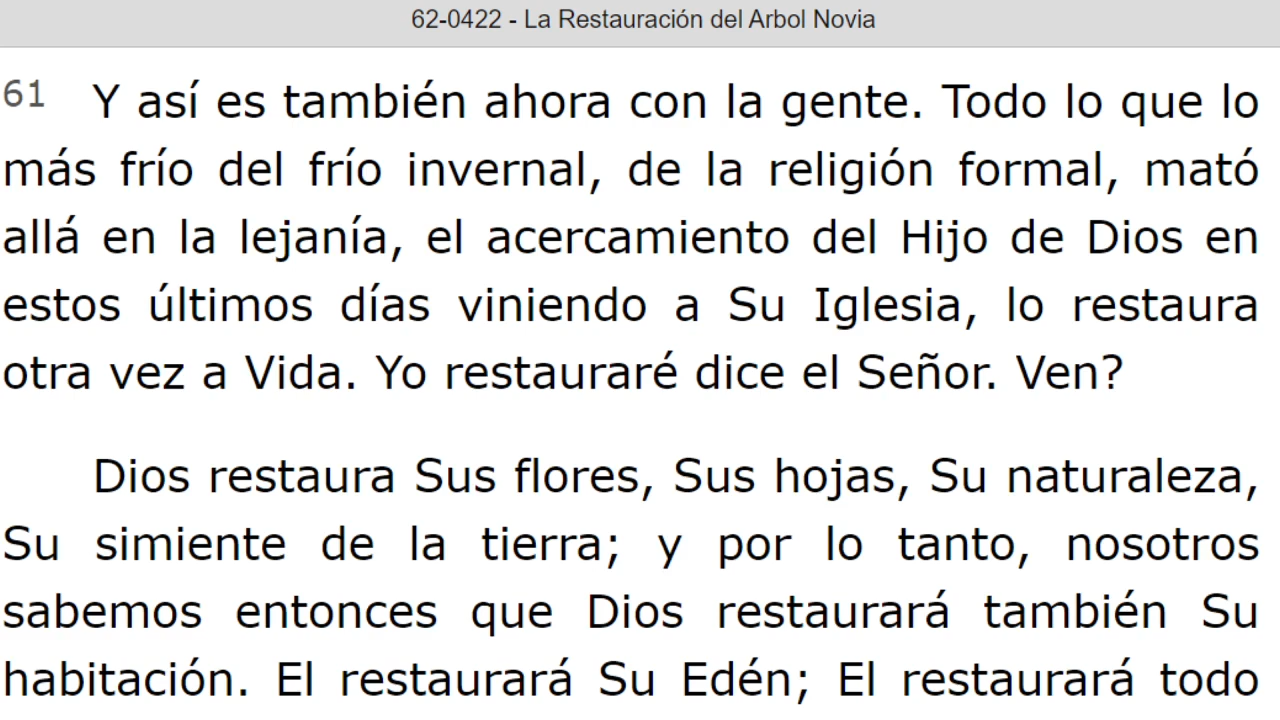 62-0422 - La Restauración del Arbol Novia
61 Y así es también ahora con la gente. Todo lo que lo
más frío del frío invernal, de la religión formal, mató
allá en la lejanía, el acercamiento del Hijo de Dios en
estos últimos días viniendo a Su Iglesia, lo restaura
otra vez a Vida. Yo restauraré dice el Señor. Ven?
Dios restaura Sus flores, Sus hojas, Su naturaleza,
Su simiente de la tierra; y por lo tanto, nosotros
sabemos entonces que Dios restaurará también Su
habitación. El restaurará Su Edén; El restaurará todo